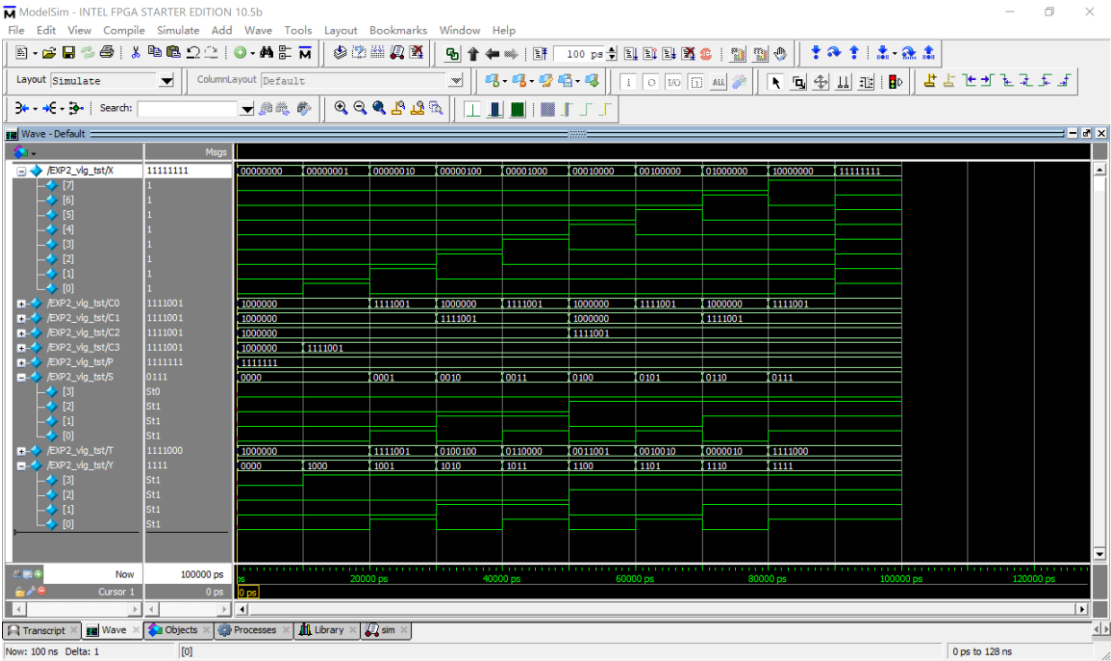 ModelSim - INTEL FPGA STARTER EDITION 10.5b
File Edit View Compile Simulate Add Wave Tools Layout Bookmarks Window Help
100 ps
Layout Simulate ColumnLayout Default
Search:
Wave - Default
Msgs
/EXP2_vlg_tst/X 11111111 00000000 00000001 00000010 00000100 00001000 00010000 00100000 01000000 10000000 11111111
[7] 1
[6] 1
[5] 1
[4] 1
[3] 1
[2] 1
[1] 1
[0] 1
/EXP2_vlg_tst/C0 1111001 1000000 1111001 1000000 1111001 1000000 1111001 1000000 1111001
/EXP2_vlg_tst/C1 1111001 1000000 1111001 1000000 1111001
/EXP2_vlg_tst/C2 1111001 1000000 1111001
/EXP2_vlg_tst/C3 1111001 1000000 1111001
/EXP2_vlg_tst/P 1111111 1111111
/EXP2_vlg_tst/S 0111 0000 0001 0010 0011 0100 0101 0110 0111
[3] St0
[2] St1
[1] St1
[0] St1
/EXP2_vlg_tst/T 1111000 1000000 1111001 0100100 0110000 0011001 0010010 0000010 1111000
/EXP2_vlg_tst/Y 1111 0000 1000 1001 1010 1011 1100 1101 1110 1111
[3] St1
[2] St1
[1] St1
[0] St1
Now 100000 ps ps 20000 ps 40000 ps 60000 ps 80000 ps 100000 ps 120000 ps
Cursor 1 0 ps 0 ps
Transcript Wave Objects Processes Library sim
Now: 100 ns Delta: 1 [0] 0 ps to 128 ns